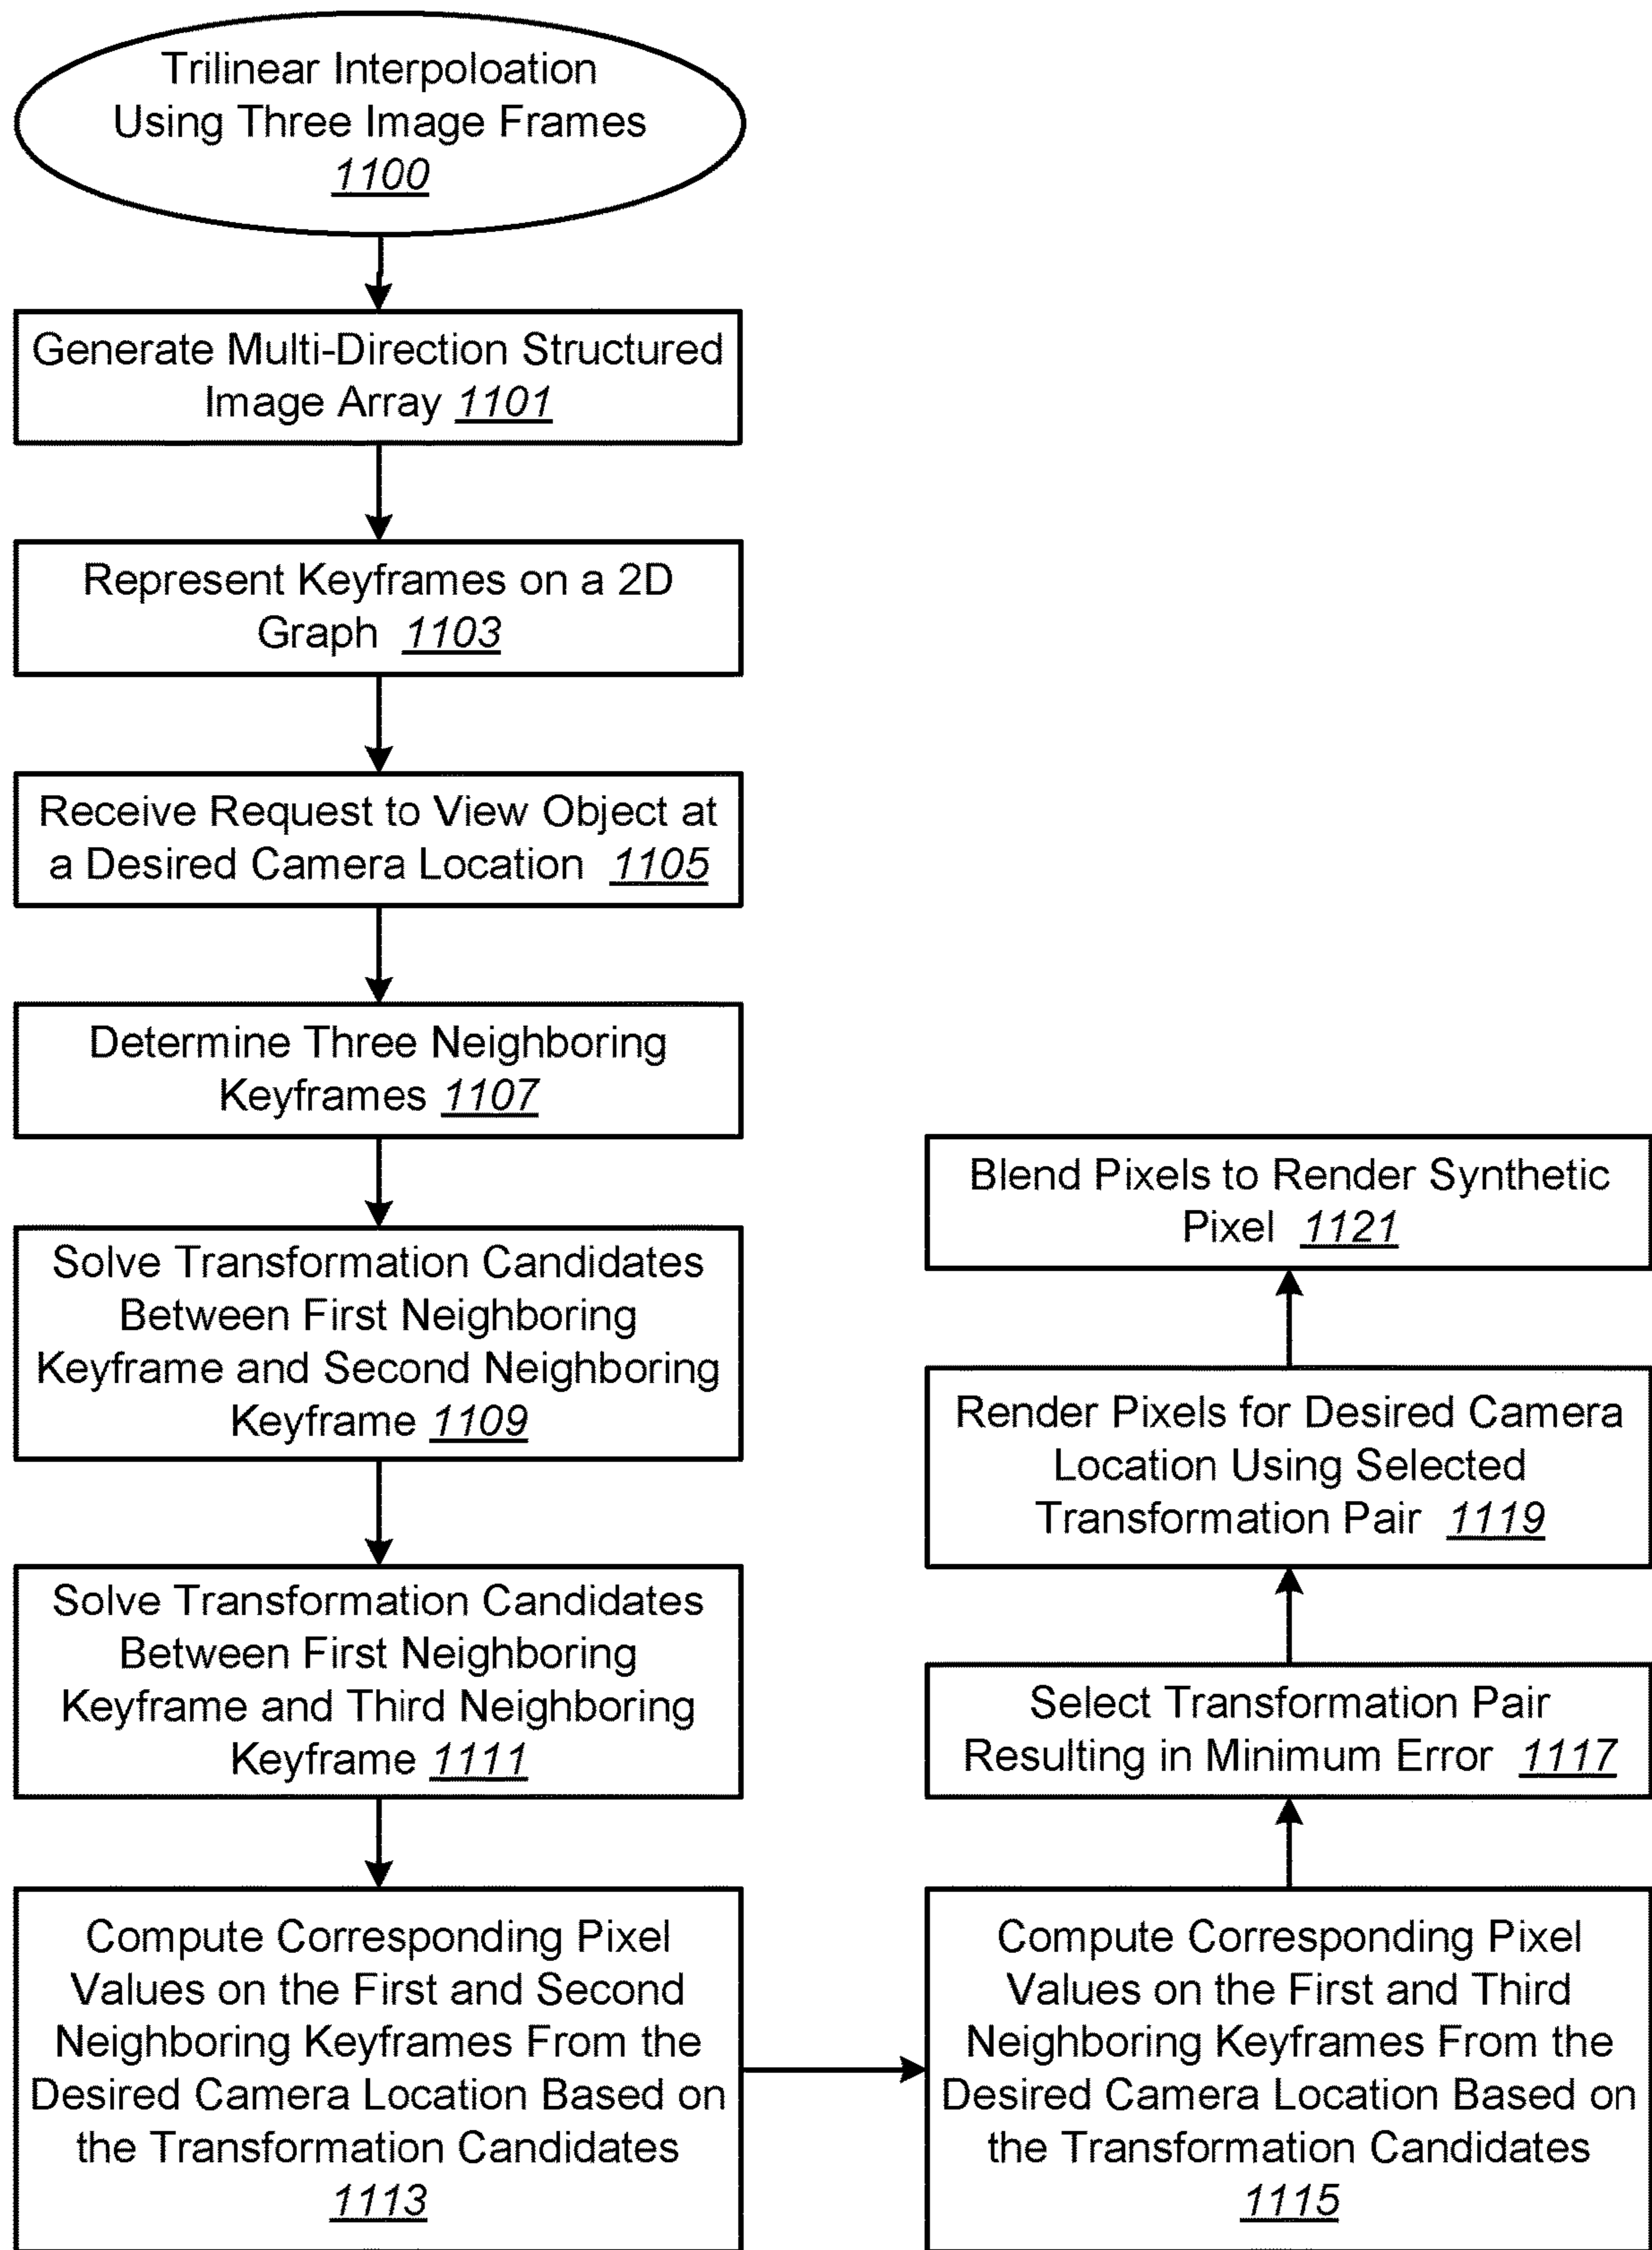 Trilinear Interpoloation
Using Three Image Frames
1100
Generate Multi-Direction Structured
Image Array 1101
Represent Keyframes on a 2D
Graph 1103
Receive Request to View Object at
a Desired Camera Location 1105
Determine Three Neighboring
Keyframes 1107
Solve Transformation Candidates
Between First Neighboring
Keyframe and Second Neighboring
Keyframe 1109
Solve Transformation Candidates
Between First Neighboring
Keyframe and Third Neighboring
Keyframe 1111
Compute Corresponding Pixel
Values on the First and Second
Neighboring Keyframes From the
Desired Camera Location Based on
the Transformation Candidates
1113
Compute Corresponding Pixel
Values on the First and Third
Neighboring Keyframes From the
Desired Camera Location Based on
the Transformation Candidates
1115
Select Transformation Pair
Resulting in Minimum Error 1117
Render Pixels for Desired Camera
Location Using Selected
Transformation Pair 1119
Blend Pixels to Render Synthetic
Pixel 1121